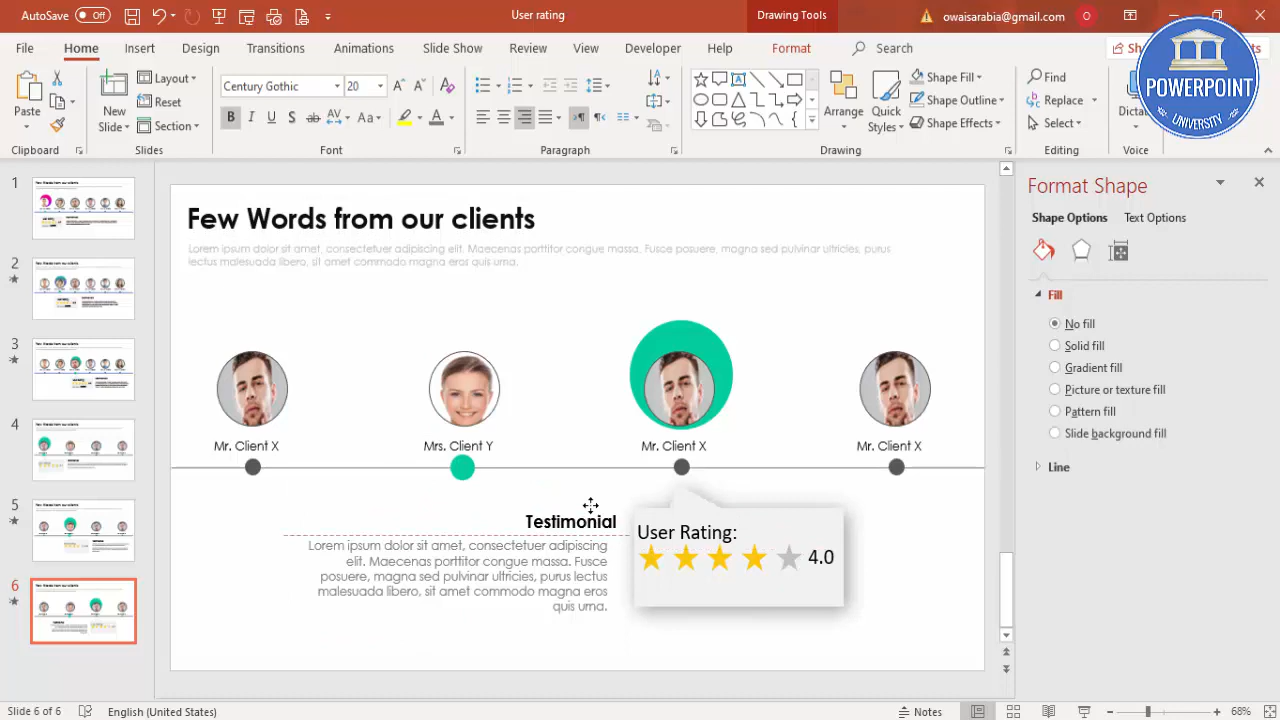 AutoSave Off User rating Drawing Tools owaisarabia@gmail.com
File Home Insert Design Transitions Animations Slide Show Review View Developer Help Format Search
POWERPOINT
UNIVERSITY
Paste New Slide Layout Reset Section
Century Gothic 20
Arrange Quick Styles Shape Fill Shape Outline Shape Effects
Find Replace Select
Clipboard Slides Font Paragraph Drawing Editing Voice
1
2
3
4
5
6
Few Words from our clients
Lorem ipsum dolor sit amet, consectetuer adipiscing elit. Maecenas porttitor congue massa. Fusce posuere, magna sed pulvinar ultricies, purus
lectus malesuada libero, sit amet commodo magna eros quis urna.
Mr. Client X Mrs. Client Y Mr. Client X Mr. Client X
Testimonial
Lorem ipsum dolor sit amet, consectetuer adipiscing
elit. Maecenas porttitor congue massa. Fusce
posuere, magna sed pulvinar ultricies, purus lectus
malesuada libero, sit amet commodo magna eros
quis urna.
User Rating:
4.0
Format Shape
Shape Options Text Options
Fill
No fill
Solid fill
Gradient fill
Picture or texture fill
Pattern fill
Slide background fill
Line
Slide 6 of 6 English (United States) Notes 68%